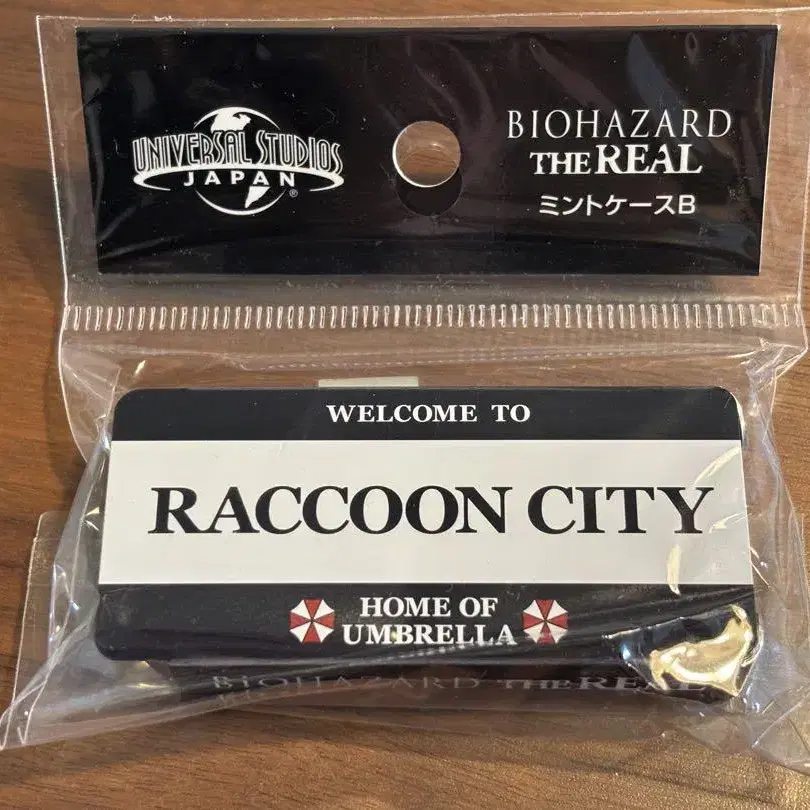 UNIVERSAL STUDIOS
JAPAN
®
BIOHAZARD
THE REAL
ミントケースB
WELCOME TO
RACCOON CITY
HOME OF
UMBRELLA
BIOHAZARD THE REAL